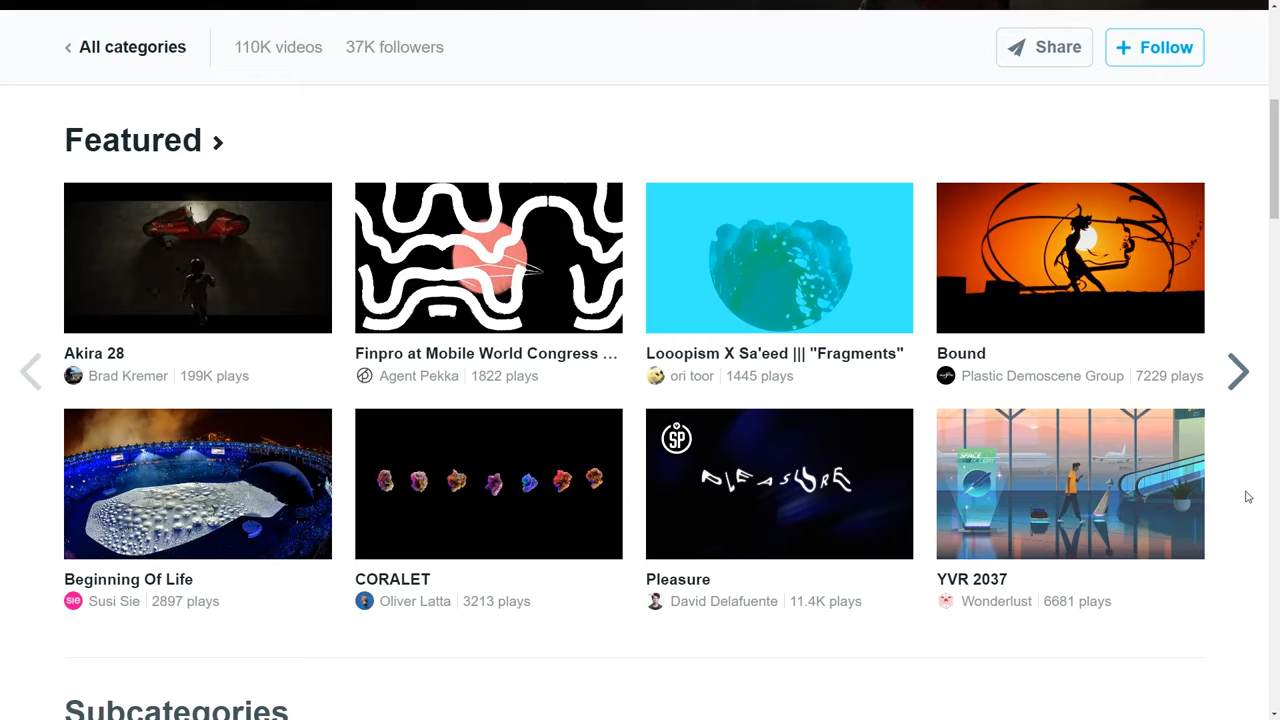 All categories
110K videos
37K followers
Share
Follow
Featured
Akira 28
Brad Kremer
199K plays
Finpro at Mobile World Congress ...
Agent Pekka
1822 plays
Looopism X Sa'eed ||| "Fragments"
ori toor
1445 plays
Bound
Plastic Demoscene Group
7229 plays
SP
PLEASURE
SPACE
Beginning Of Life
sie
Susi Sie
2897 plays
CORALET
Oliver Latta
3213 plays
Pleasure
David Delafuente
11.4K plays
YVR 2037
Wonderlust
6681 plays
Subcategories